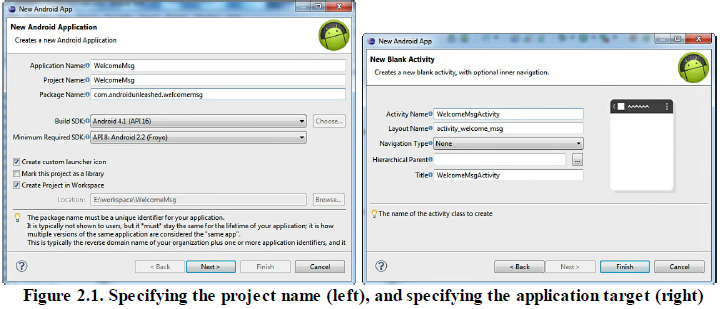 New Android App
New Android Application
Creates a new Android Application
Application Name: WelcomeMsg
Project Name: WelcomeMsg
Package Name: com.androidunleashed.welcomemsg
Build SDK: Android 4.1 (API 16)
Choose...
Minimum Required SDK: API 8: Android 2.2 (Froyo)
Create custom launcher icon
Mark this project as a library
Create Project in Workspace
Location: E:\workspace\WelcomeMsg
Browse...
The package name must be a unique identifier for your application.
It is typically not shown to users, but it *must* stay the same for the lifetime of your application; it is how
multiple versions of the same application are considered the "same app".
This is typically the reverse domain name of your organization plus one or more application identifiers, and it
< Back
Next >
Finish
Cancel
New Android App
New Blank Activity
Creates a new blank activity, with optional inner navigation.
Activity Name WelcomeMsgActivity
Layout Name activity_welcome_msg
Navigation Type None
Hierarchical Parent
...
Title WelcomeMsgActivity
The name of the activity class to create
< Back
Next >
Finish
Cancel
Figure 2.1. Specifying the project name (left), and specifying the application target (right)